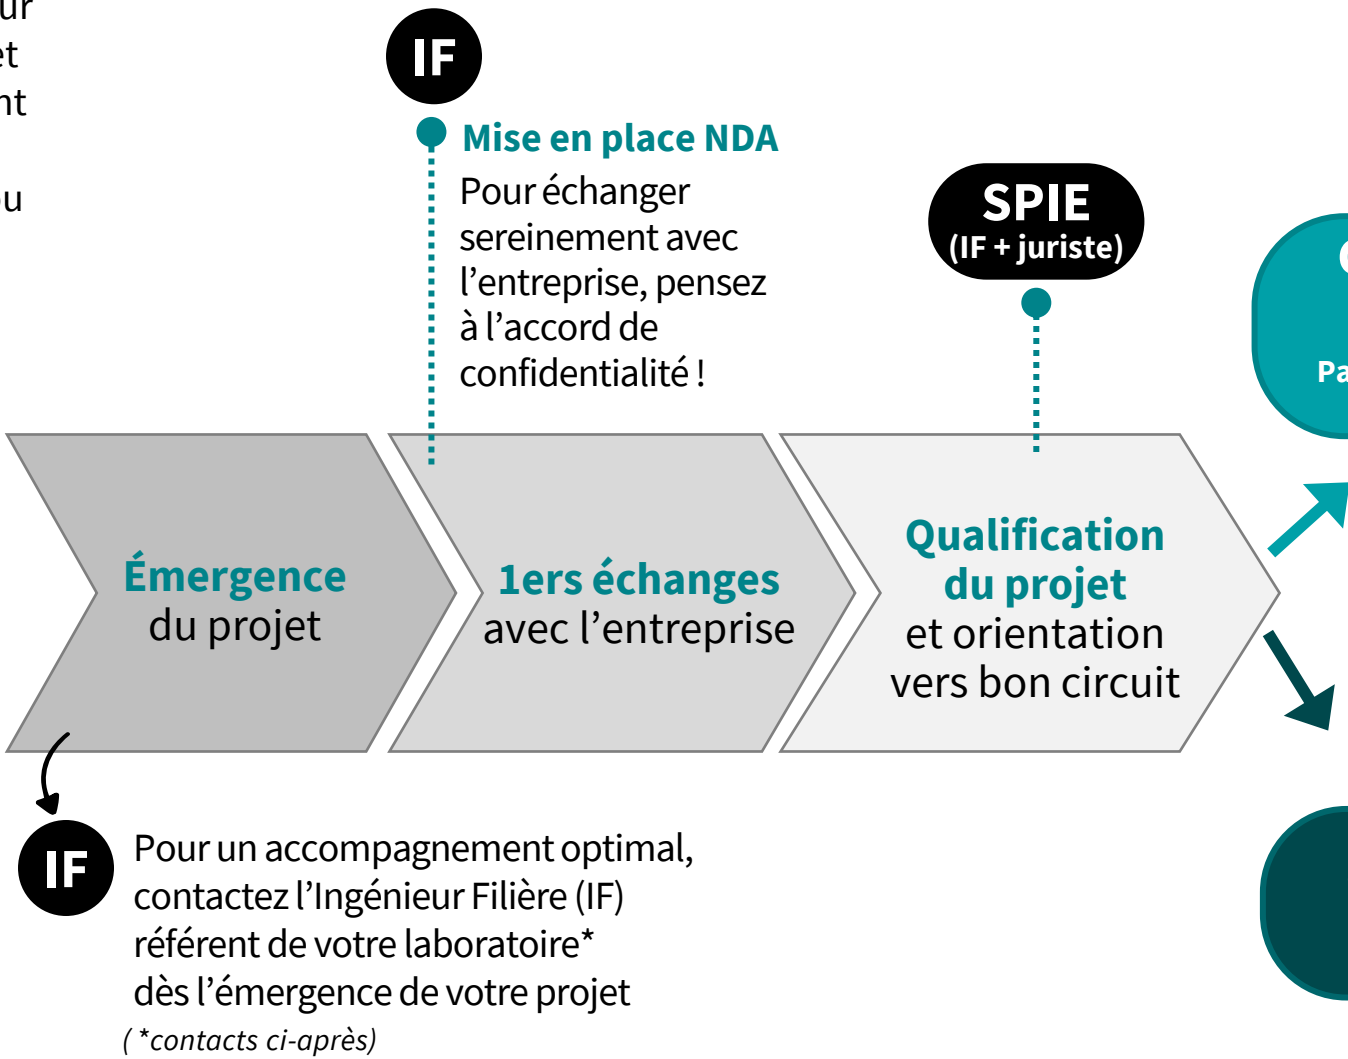 IF
Mise en place NDA
Pour échanger
sereinement avec
l’entreprise, pensez
à l’accord de
confidentialité !
SPIE
(IF + juriste)
Émergence
du projet
1ers échanges
avec l’entreprise
Qualification
du projet
et orientation
vers bon circuit
IF
Pour un accompagnement optimal,
contactez l’Ingénieur Filière (IF)
référent de votre laboratoire*
dès l’émergence de votre projet
( *contacts ci-après)